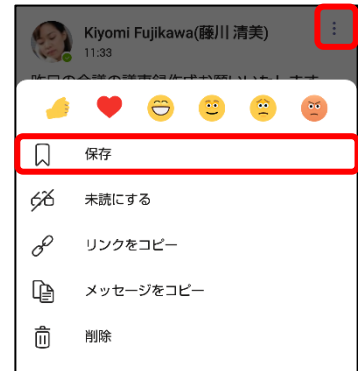 Kiyomi Fujikawa(藤川 清美)
11:33
昨日の会議の議事録作成お願いいたします
保存
未読にする
リンクをコピー
メッセージをコピー
削除